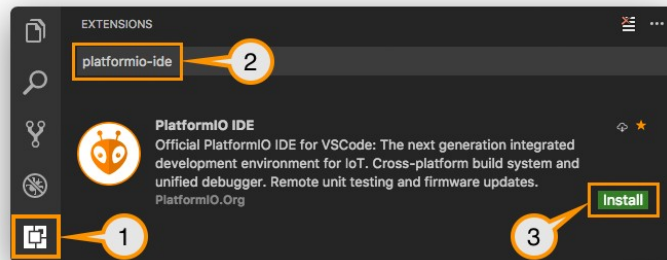 EXTENSIONS
platformio-ide
2
PlatformIO IDE
Official PlatformIO IDE for VSCode: The next generation integrated
development environment for IoT. Cross-platform build system and
unified debugger. Remote unit testing and firmware updates.
PlatformIO.Org
Install
1
3